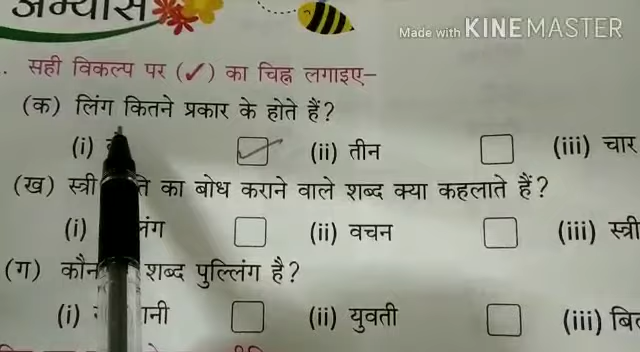 अभ्यास
Made with KINEMASTER
सही विकल्प पर (✓) का चिह्न लगाइए–
(क) लिंग कितने प्रकार के होते हैं?
(i) (ii) तीन (iii) चार
(ख) स्त्री का बोध कराने वाले शब्द क्या कहलाते हैं?
(i) (ii) वचन (iii) स्त्री
(ग) शब्द पुल्लिंग है?
(i) (ii) युवती (iii)